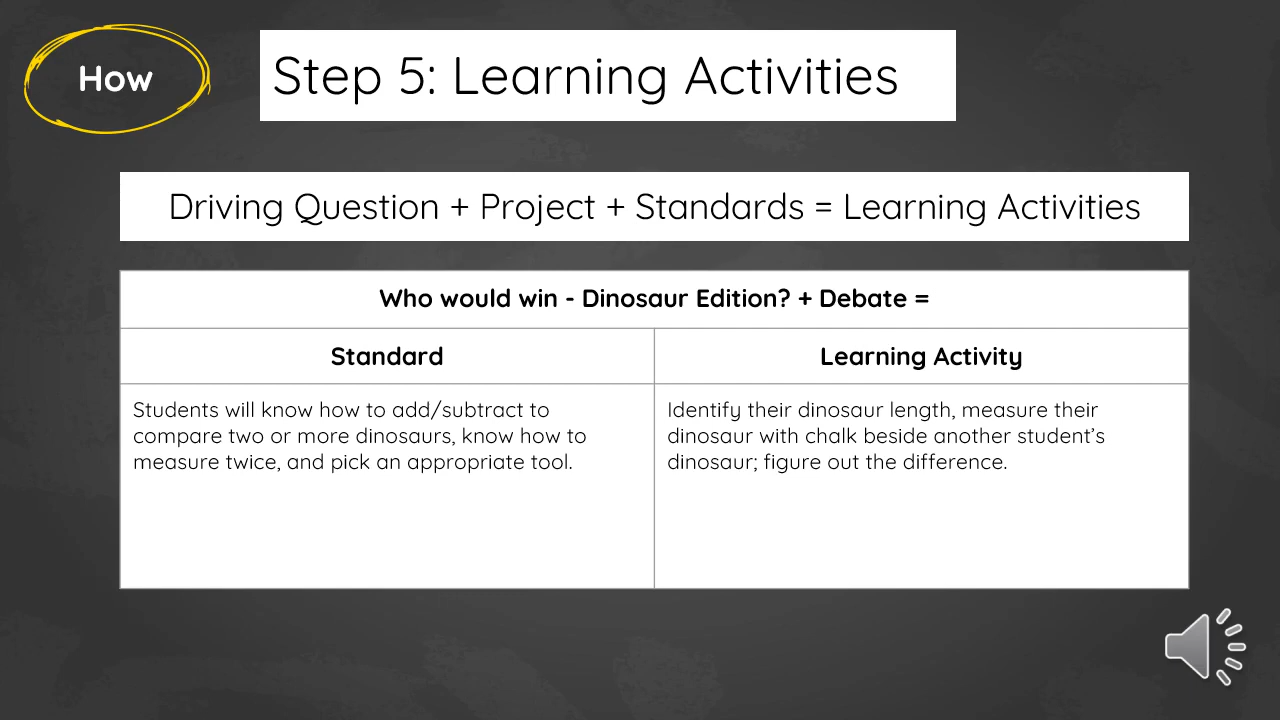 How
Step 5: Learning Activities
Driving Question + Project + Standards = Learning Activities
Who would win - Dinosaur Edition? + Debate =
Standard
Learning Activity
Students will know how to add/subtract to
compare two or more dinosaurs, know how to
measure twice, and pick an appropriate tool.
Identify their dinosaur length, measure their
dinosaur with chalk beside another student’s
dinosaur; figure out the difference.